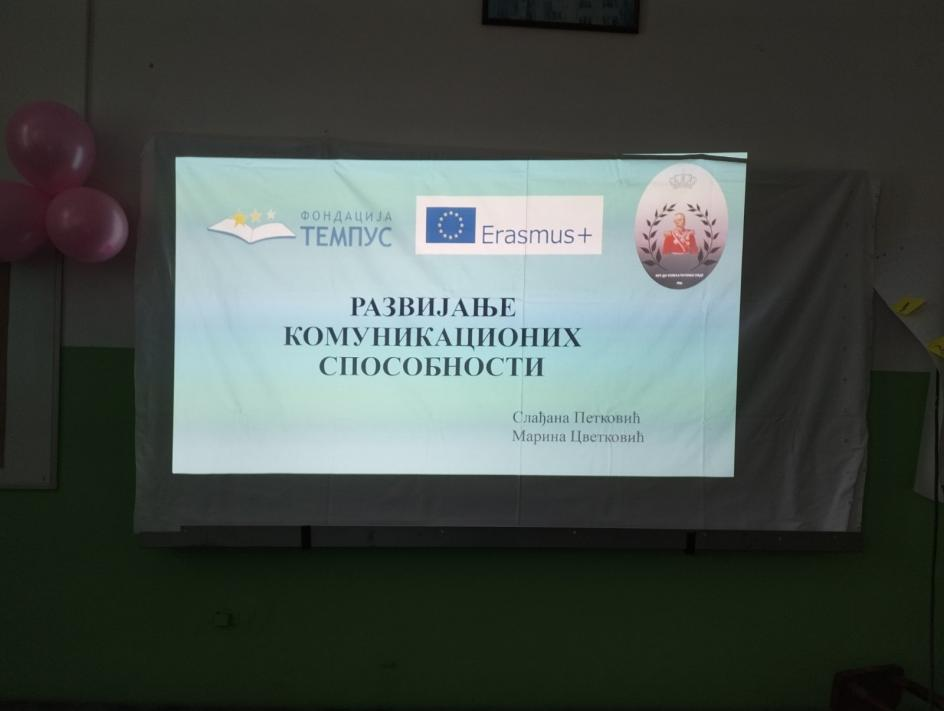 ФОНДАЦИЈА
ТЕМПУС
Erasmus+
РАЗВИЈАЊЕ
КОМУНИКАЦИОНИХ
СПОСОБНОСТИ
Слађана Петковић
Марина Цветковић